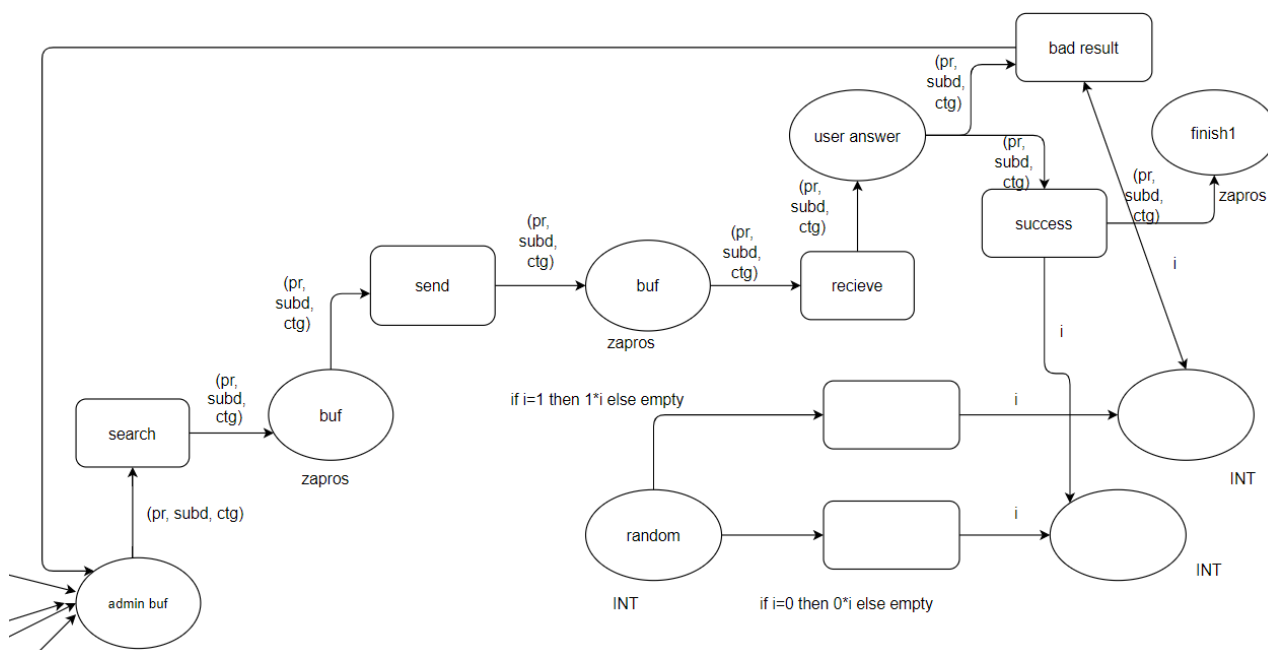 bad result
(pr,
subd,
ctg)
user answer
finish1
(pr,
subd,
ctg)
(pr,
subd,
ctg)
zapros
(pr,
subd,
ctg)
success
(pr,
subd,
ctg)
(pr,
subd,
ctg)
(pr,
subd,
ctg)
i
send
buf
recieve
(pr,
subd,
ctg)
zapros
i
(pr,
subd,
ctg)
if i=1 then 1*i else empty
i
search
buf
zapros
INT
(pr, subd, ctg)
i
random
INT
admin buf
INT
if i=0 then 0*i else empty